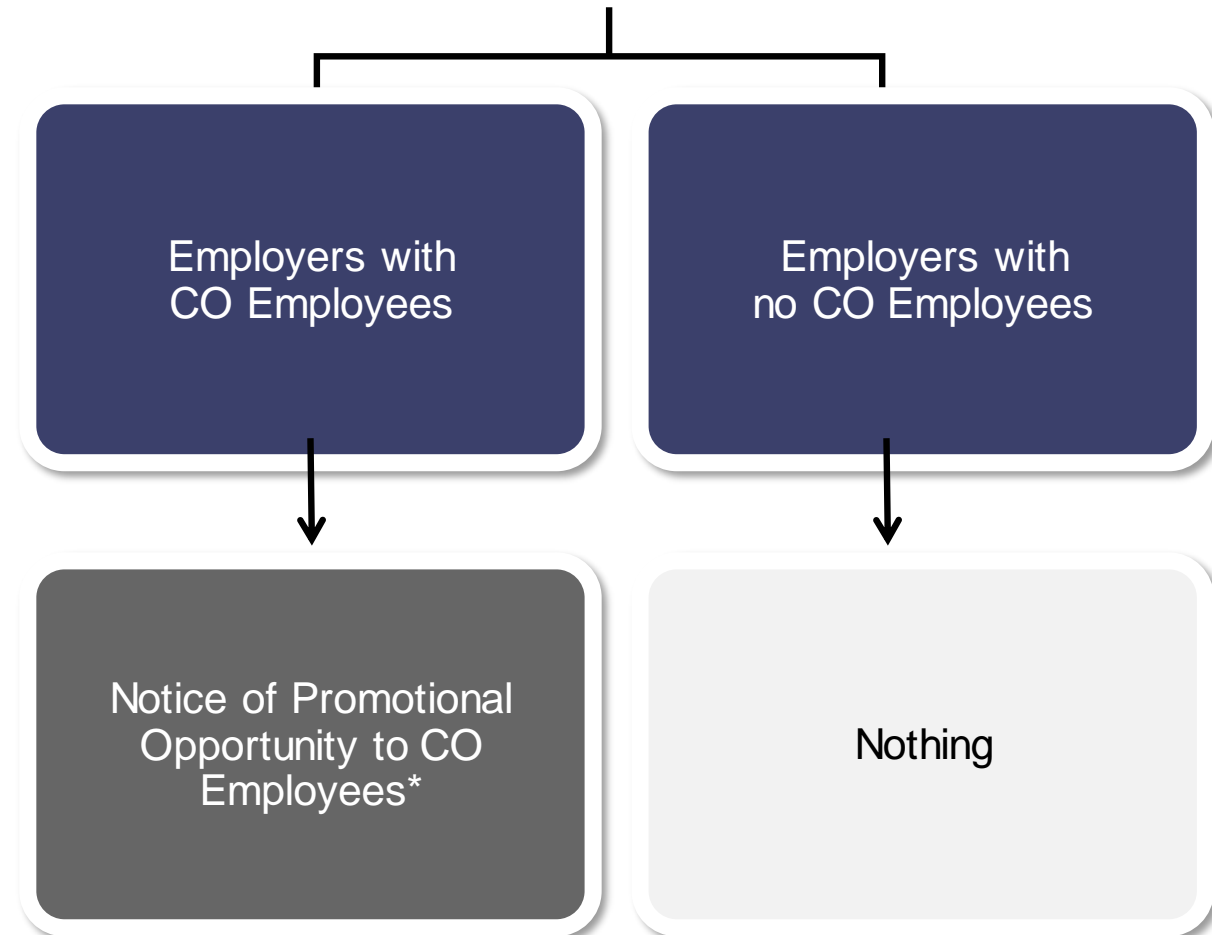 Employers with
CO Employees
Employers with
no CO Employees
Notice of Promotional
Opportunity to CO
Employees*
Nothing